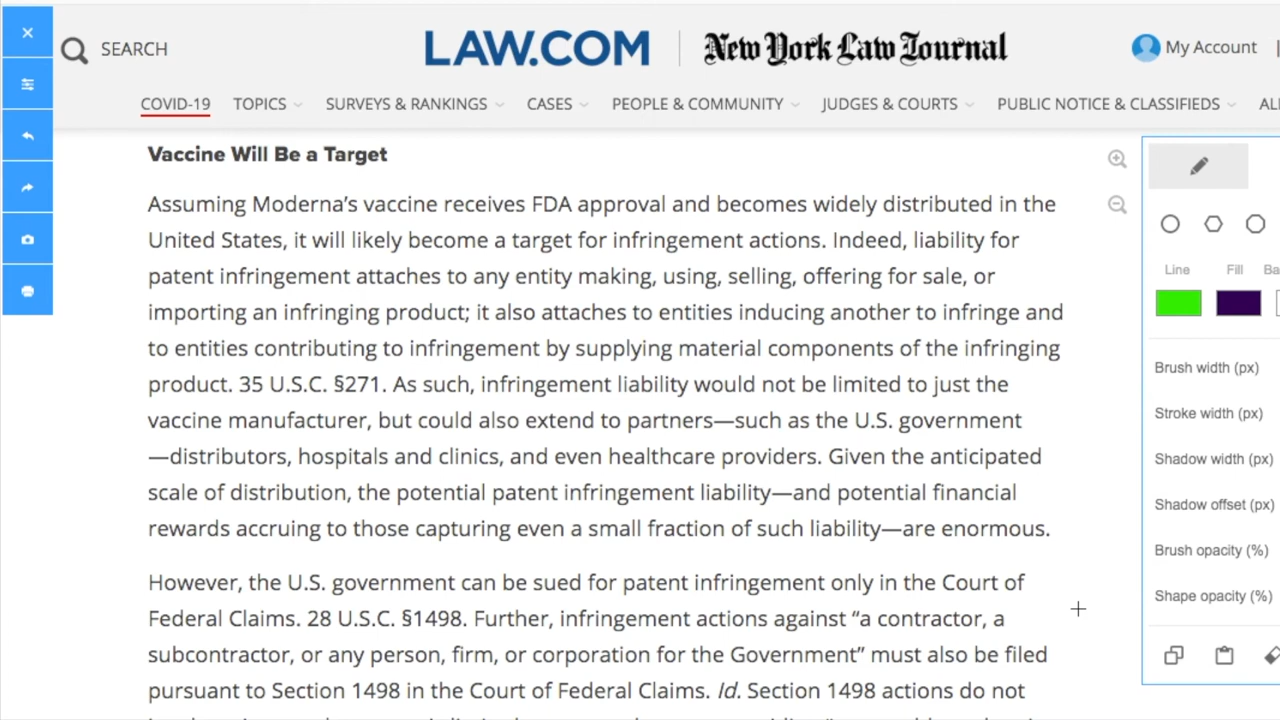 SEARCH
LAW.COM
New York Law Journal
My Account
COVID-19 TOPICS SURVEYS & RANKINGS CASES PEOPLE & COMMUNITY JUDGES & COURTS PUBLIC NOTICE & CLASSIFIEDS
Vaccine Will Be a Target
Assuming Moderna’s vaccine receives FDA approval and becomes widely distributed in the
United States, it will likely become a target for infringement actions. Indeed, liability for
patent infringement attaches to any entity making, using, selling, offering for sale, or
importing an infringing product; it also attaches to entities inducing another to infringe and
to entities contributing to infringement by supplying material components of the infringing
product. 35 U.S.C. §271. As such, infringement liability would not be limited to just the
vaccine manufacturer, but could also extend to partners—such as the U.S. government
—distributors, hospitals and clinics, and even healthcare providers. Given the anticipated
scale of distribution, the potential patent infringement liability—and potential financial
rewards accruing to those capturing even a small fraction of such liability—are enormous.
However, the U.S. government can be sued for patent infringement only in the Court of
Federal Claims. 28 U.S.C. §1498. Further, infringement actions against “a contractor, a
subcontractor, or any person, firm, or corporation for the Government” must also be filed
pursuant to Section 1498 in the Court of Federal Claims. Id. Section 1498 actions do not
Line Fill
Brush width (px)
Stroke width (px)
Shadow width (px)
Shadow offset (px)
Brush opacity (%)
Shape opacity (%)